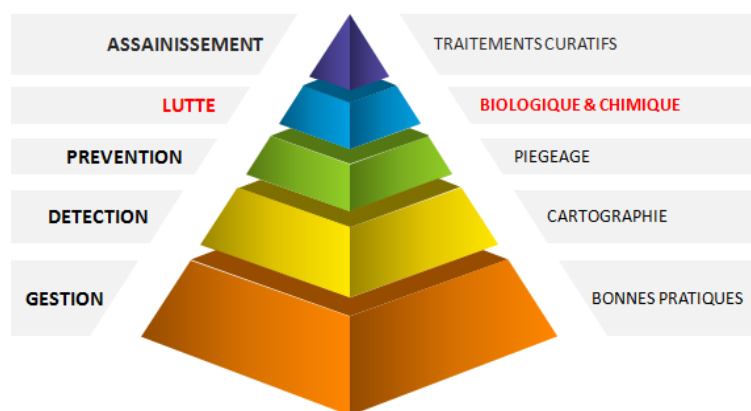 ASSAINISSEMENT TRAITEMENTS CURATIFS
LUTTE BIOLOGIQUE & CHIMIQUE
PREVENTION PIEGEAGE
DETECTION CARTOGRAPHIE
GESTION BONNES PRATIQUES